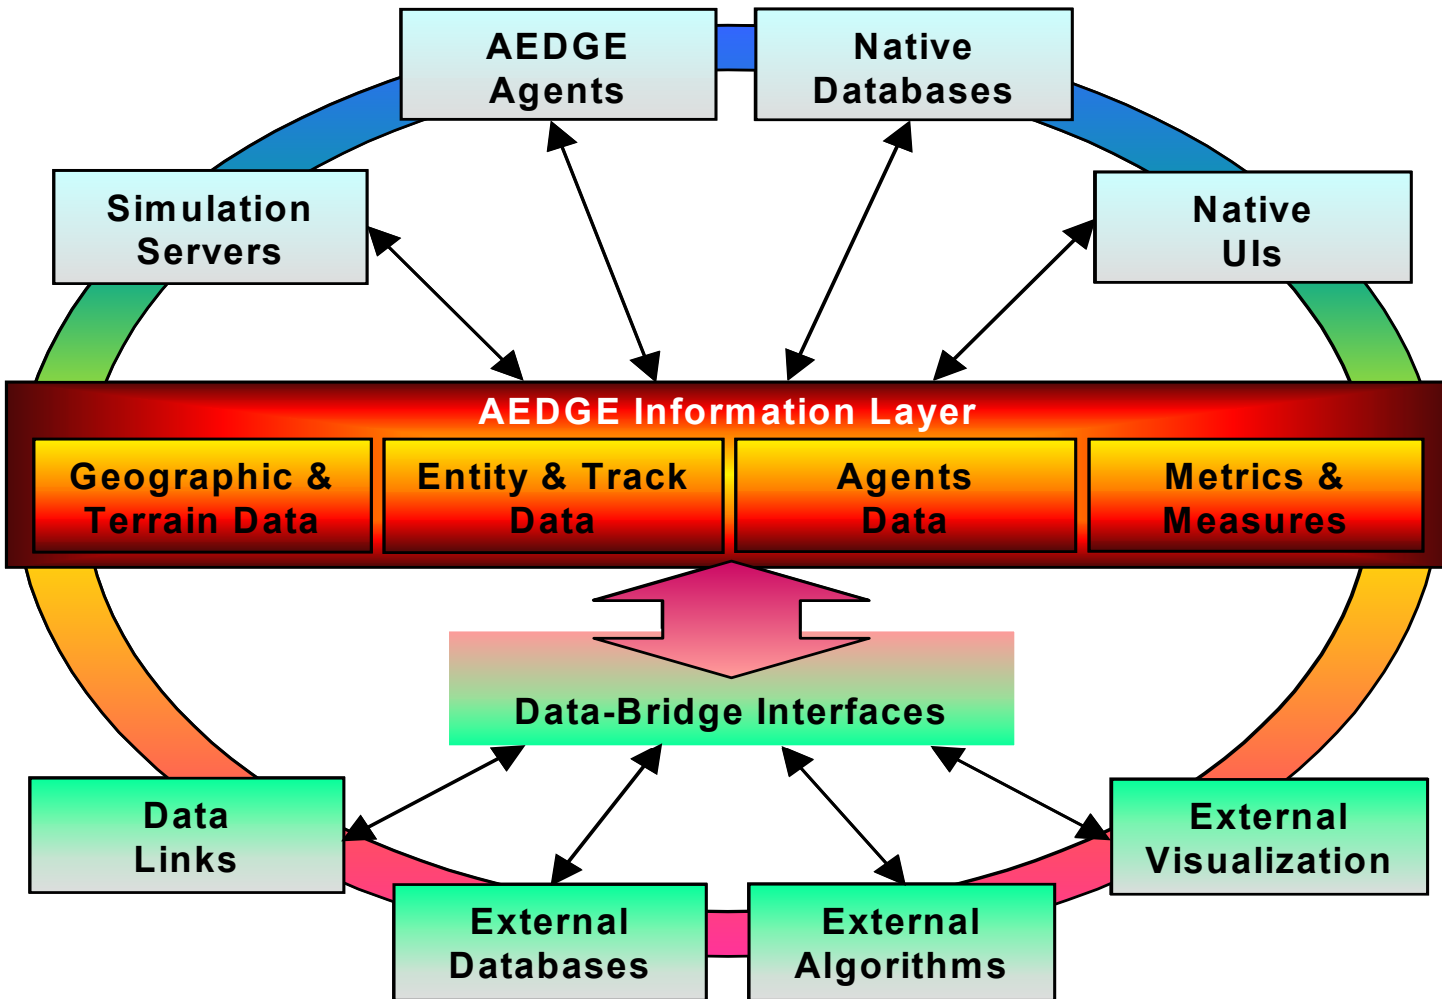 AEDGE
Agents
Native
Databases
Simulation
Servers
Native
UIs
AEDGE Information Layer
Geographic &
Terrain Data
Entity & Track
Data
Agents
Data
Metrics &
Measures
Data-Bridge Interfaces
Data
Links
External
Visualization
External
Databases
External
Algorithms